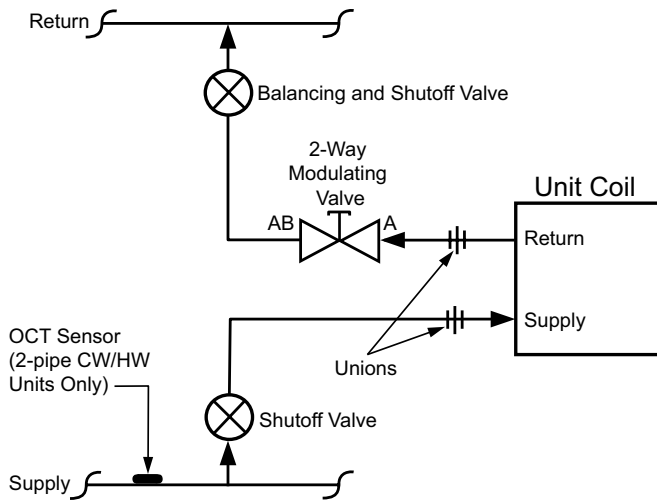 Return
Balancing and Shutoff Valve
2-Way
Modulating
Valve
AB
A
Unit Coil
Return
Supply
OCT Sensor
(2-pipe CW/HW
Units Only)
Unions
Shutoff Valve
Supply